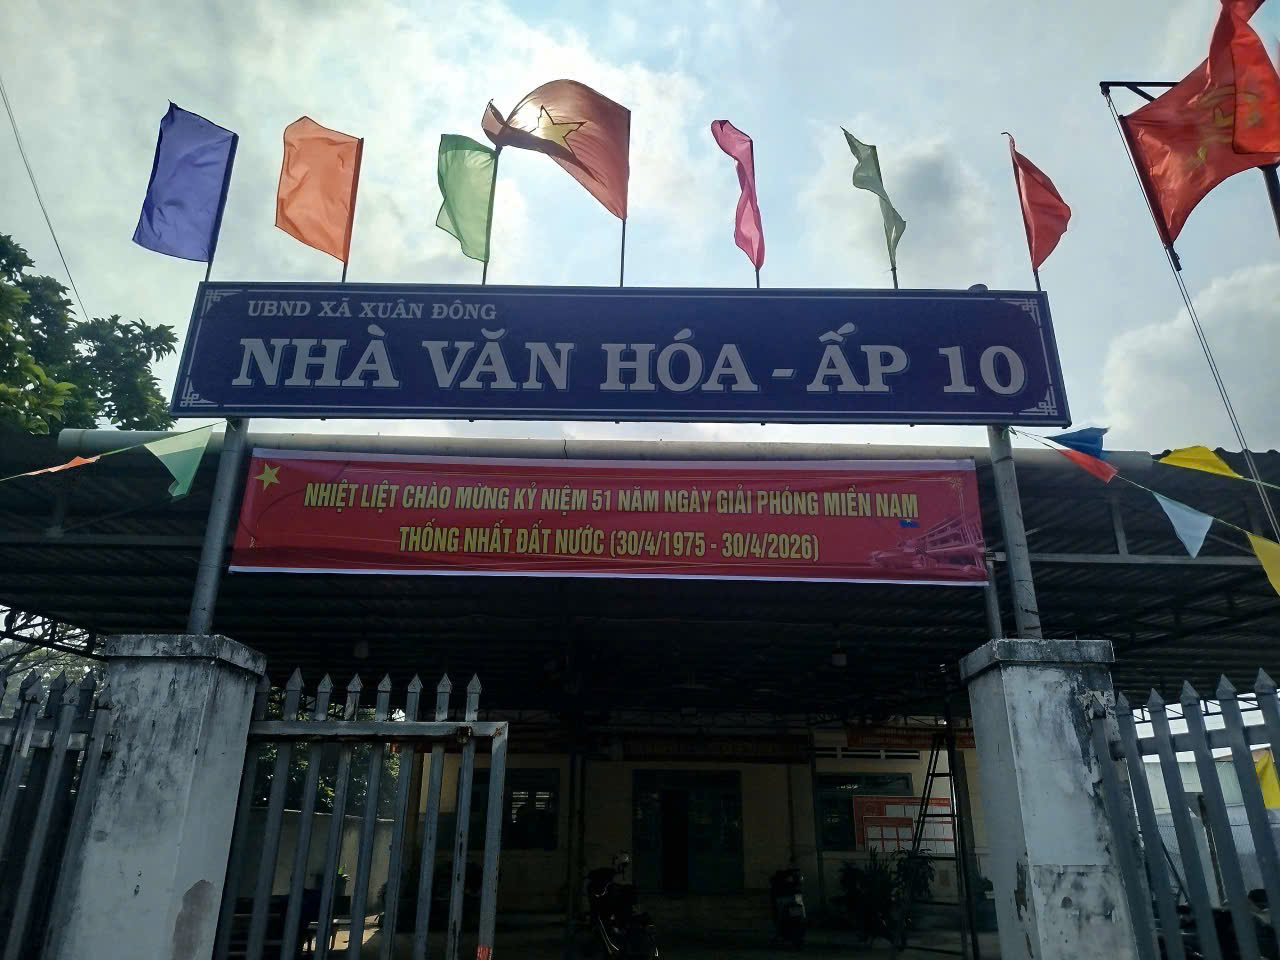 UBND XÃ XUÂN ĐÔNG
NHÀ VĂN HÓA - ẤP 10
NHIỆT LIỆT CHÀO MỪNG KỶ NIỆM 51 NĂM NGÀY GIẢI PHÓNG MIỀN NAM
THỐNG NHẤT ĐẤT NƯỚC (30/4/1975 - 30/4/2026)